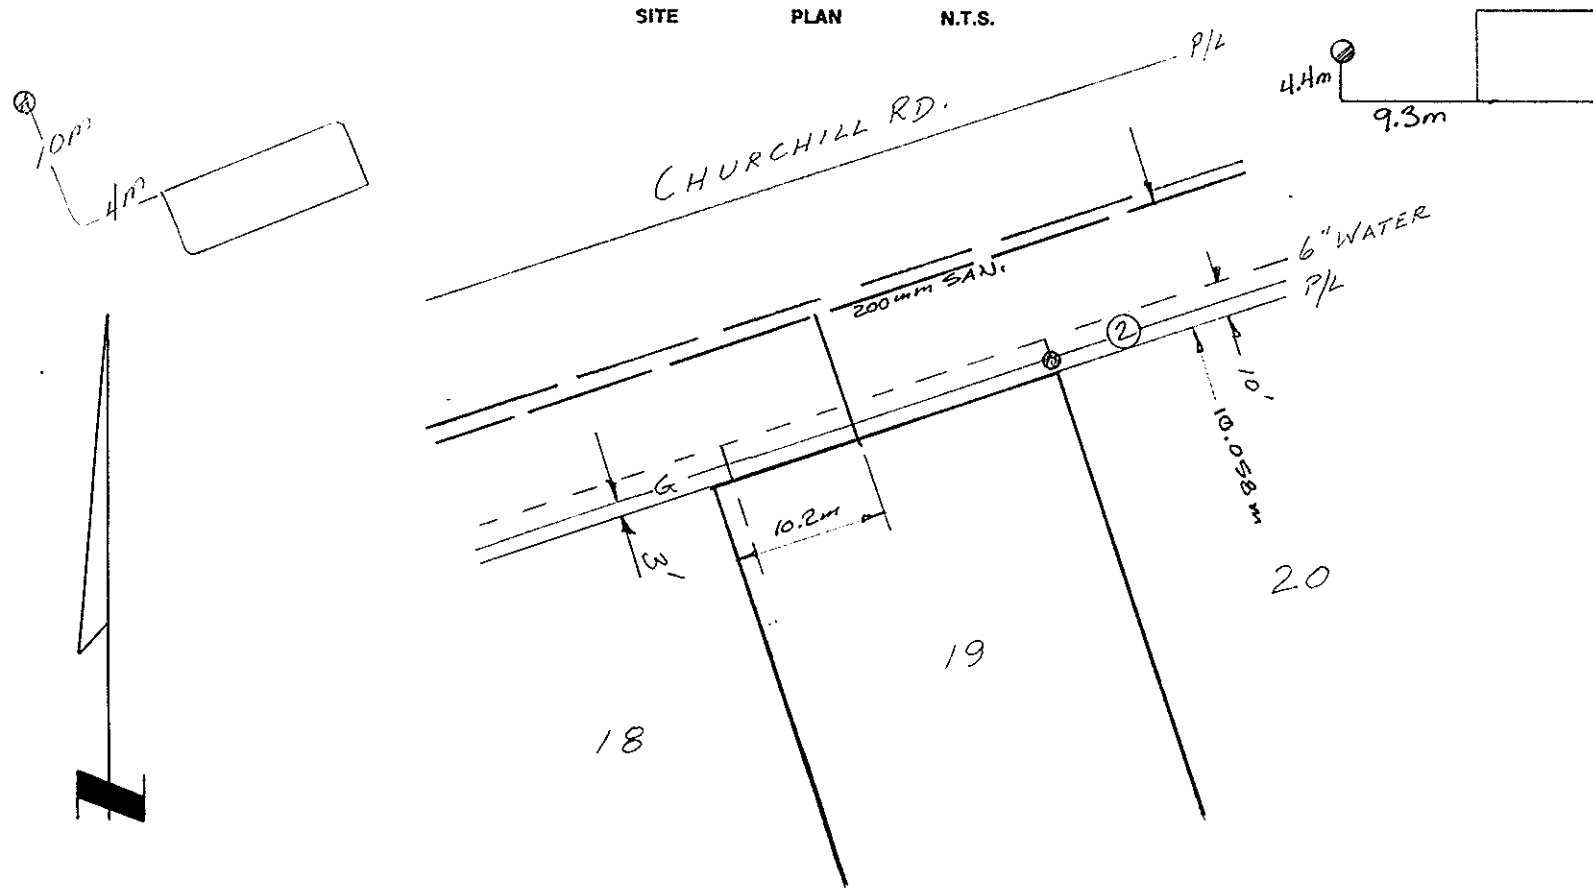 SITE PLAN N.T.S.
P/L
CHURCHILL RD.
4.4m
9.3m
10m
4m
6" WATER
P/L
200mm SAN.
2
10'
10.058m
G
3'
10.2m
20
19
18
N